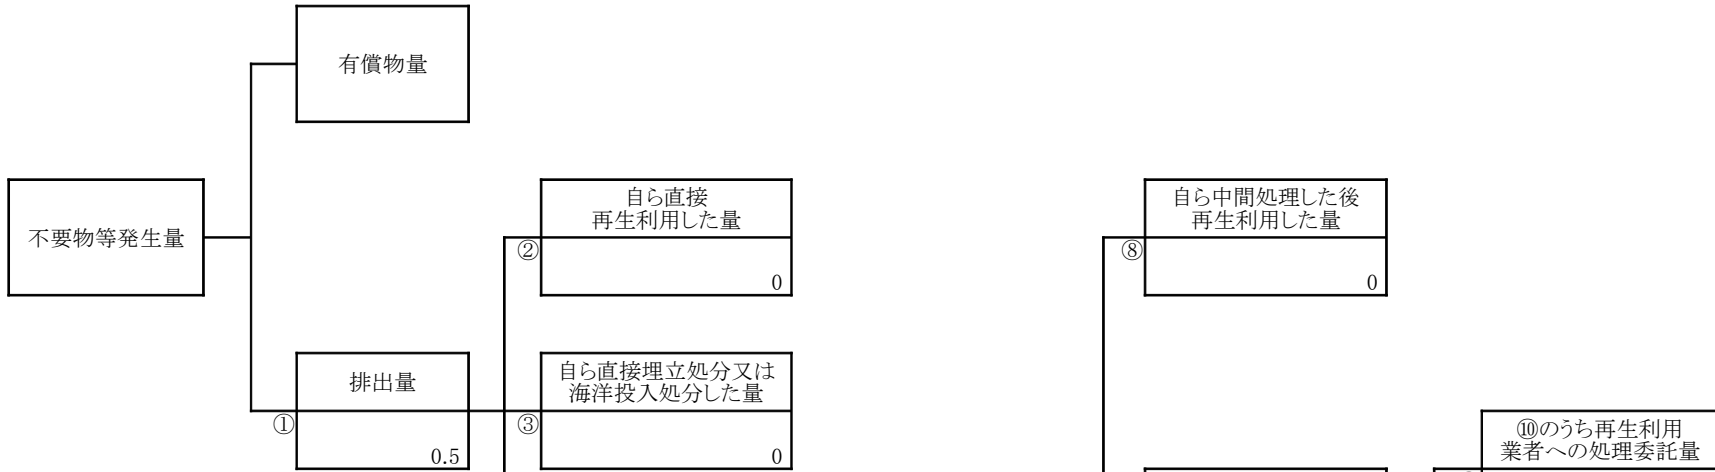 有償物量
不要物等発生量
自ら直接
再生利用した量
②
0
自ら中間処理した後
再生利用した量
⑧
0
排出量
①
0.5
自ら直接埋立処分又は
海洋投入処分した量
③
0
⑩のうち再生利用
業者への処理委託量